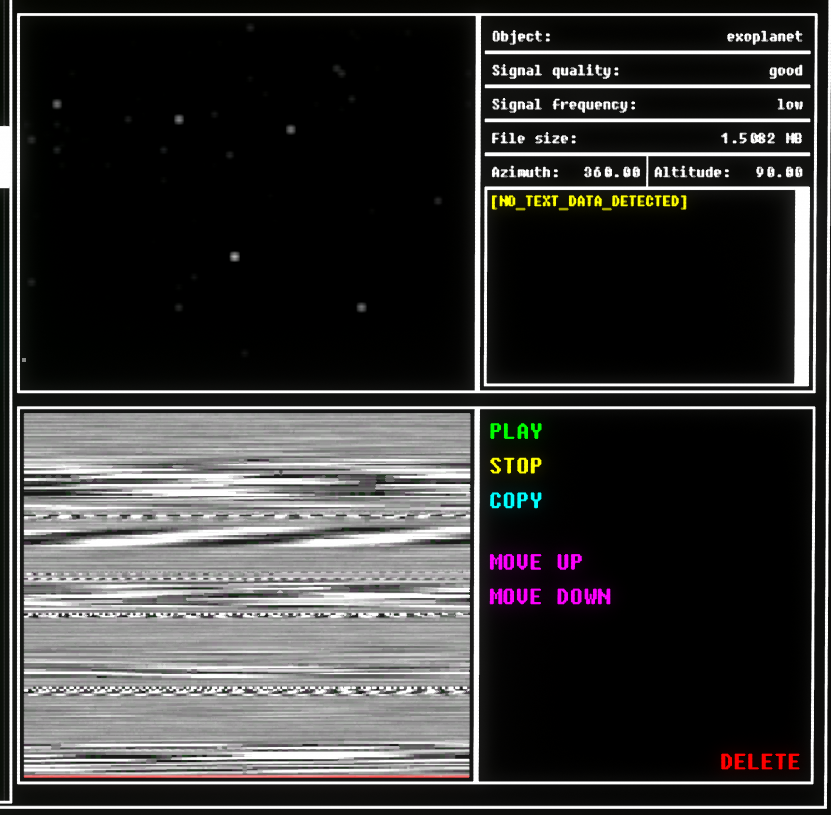 Object: exoplanet
Signal quality: good
Signal frequency: low
File size: 1.5082 MB
Azimuth: 360.00 Altitude: 90.00
[NO_TEXT_DATA_DETECTED]
PLAY
STOP
COPY
MOVE UP
MOVE DOWN
DELETE